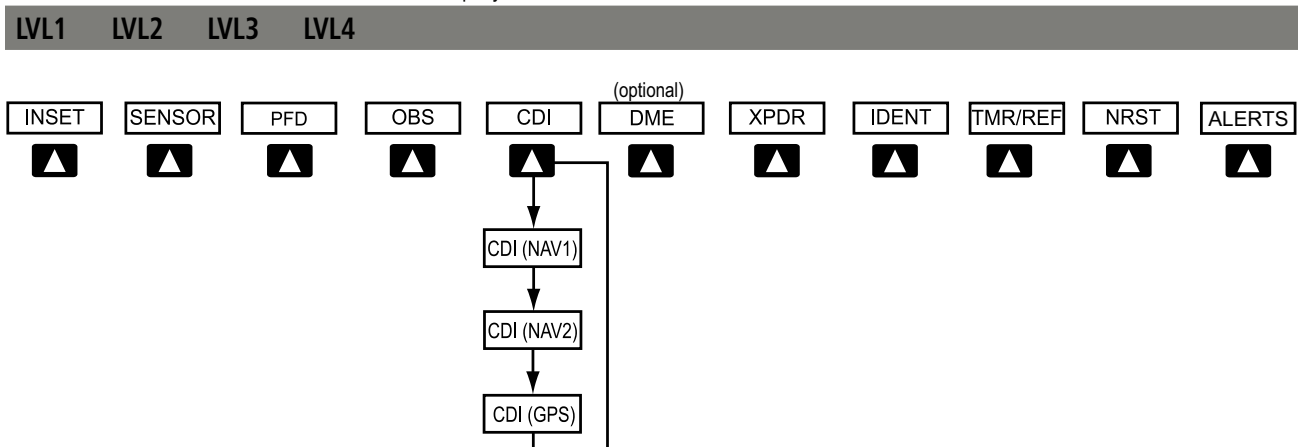 LVL1 LVL2 LVL3 LVL4
(optional)
INSET SENSOR PFD OBS CDI DME XPDR IDENT TMR/REF NRST ALERTS
CDI (NAV1)
CDI (NAV2)
CDI (GPS)